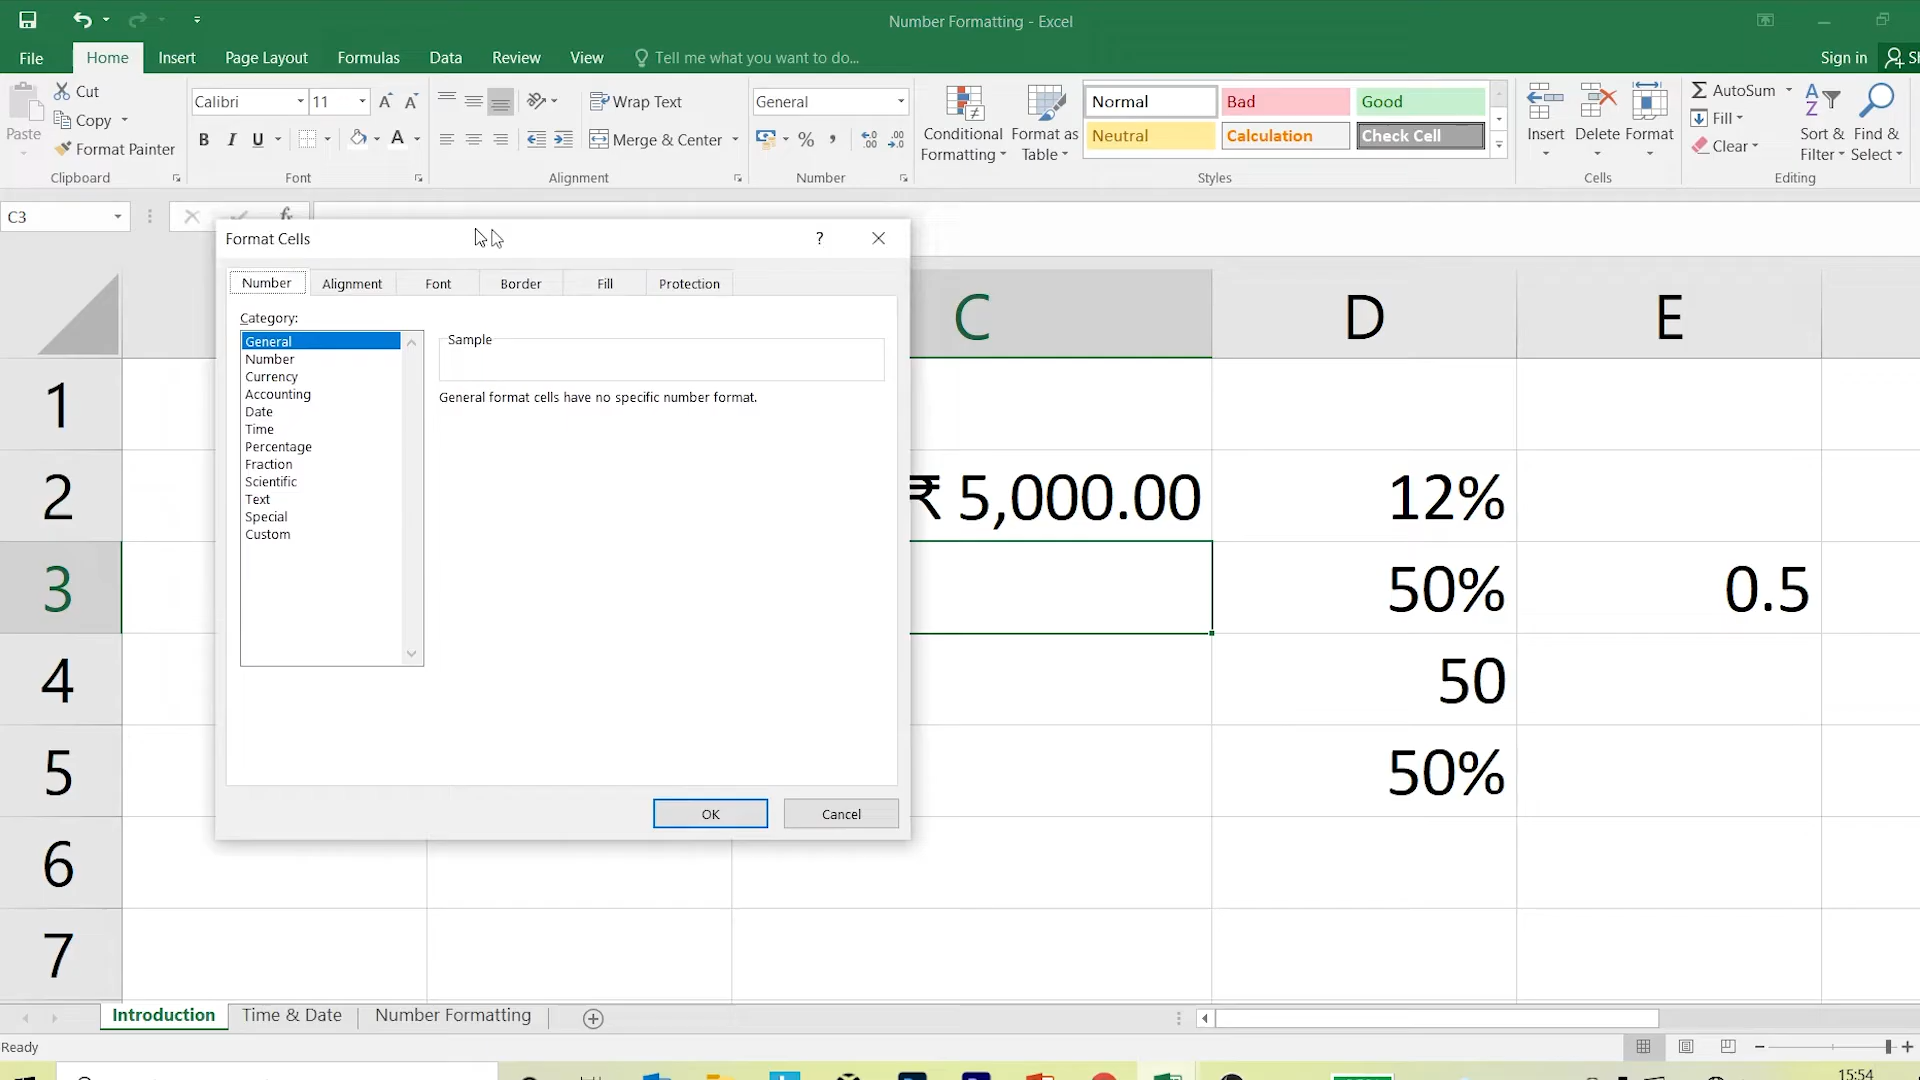 Number Formatting - Excel
File
Home
Insert
Page Layout
Formulas
Data
Review
View
Tell me what you want to do...
Sign in
Sh
Paste
Cut
Copy
Format Painter
Clipboard
Calibri
11
B I U
A
Font
Wrap Text
Merge & Center
Alignment
General
%
,
Number
Conditional
Formatting
Format as
Table
Normal
Bad
Good
Neutral
Calculation
Check Cell
Styles
Insert
Delete
Format
Cells
AutoSum
Fill
Clear
Sort &
Filter
Find &
Select
Editing
C3
fx
Format Cells
?
Number
Alignment
Font
Border
Fill
Protection
Category:
General
Number
Currency
Accounting
Date
Time
Percentage
Fraction
Scientific
Text
Special
Custom
Sample
General format cells have no specific number format.
OK
Cancel
C D E
1
2 ₹ 5,000.00 12%
3 50% 0.5
4 50
5 50%
6
7
Introduction
Time & Date
Number Formatting
Ready
15:54